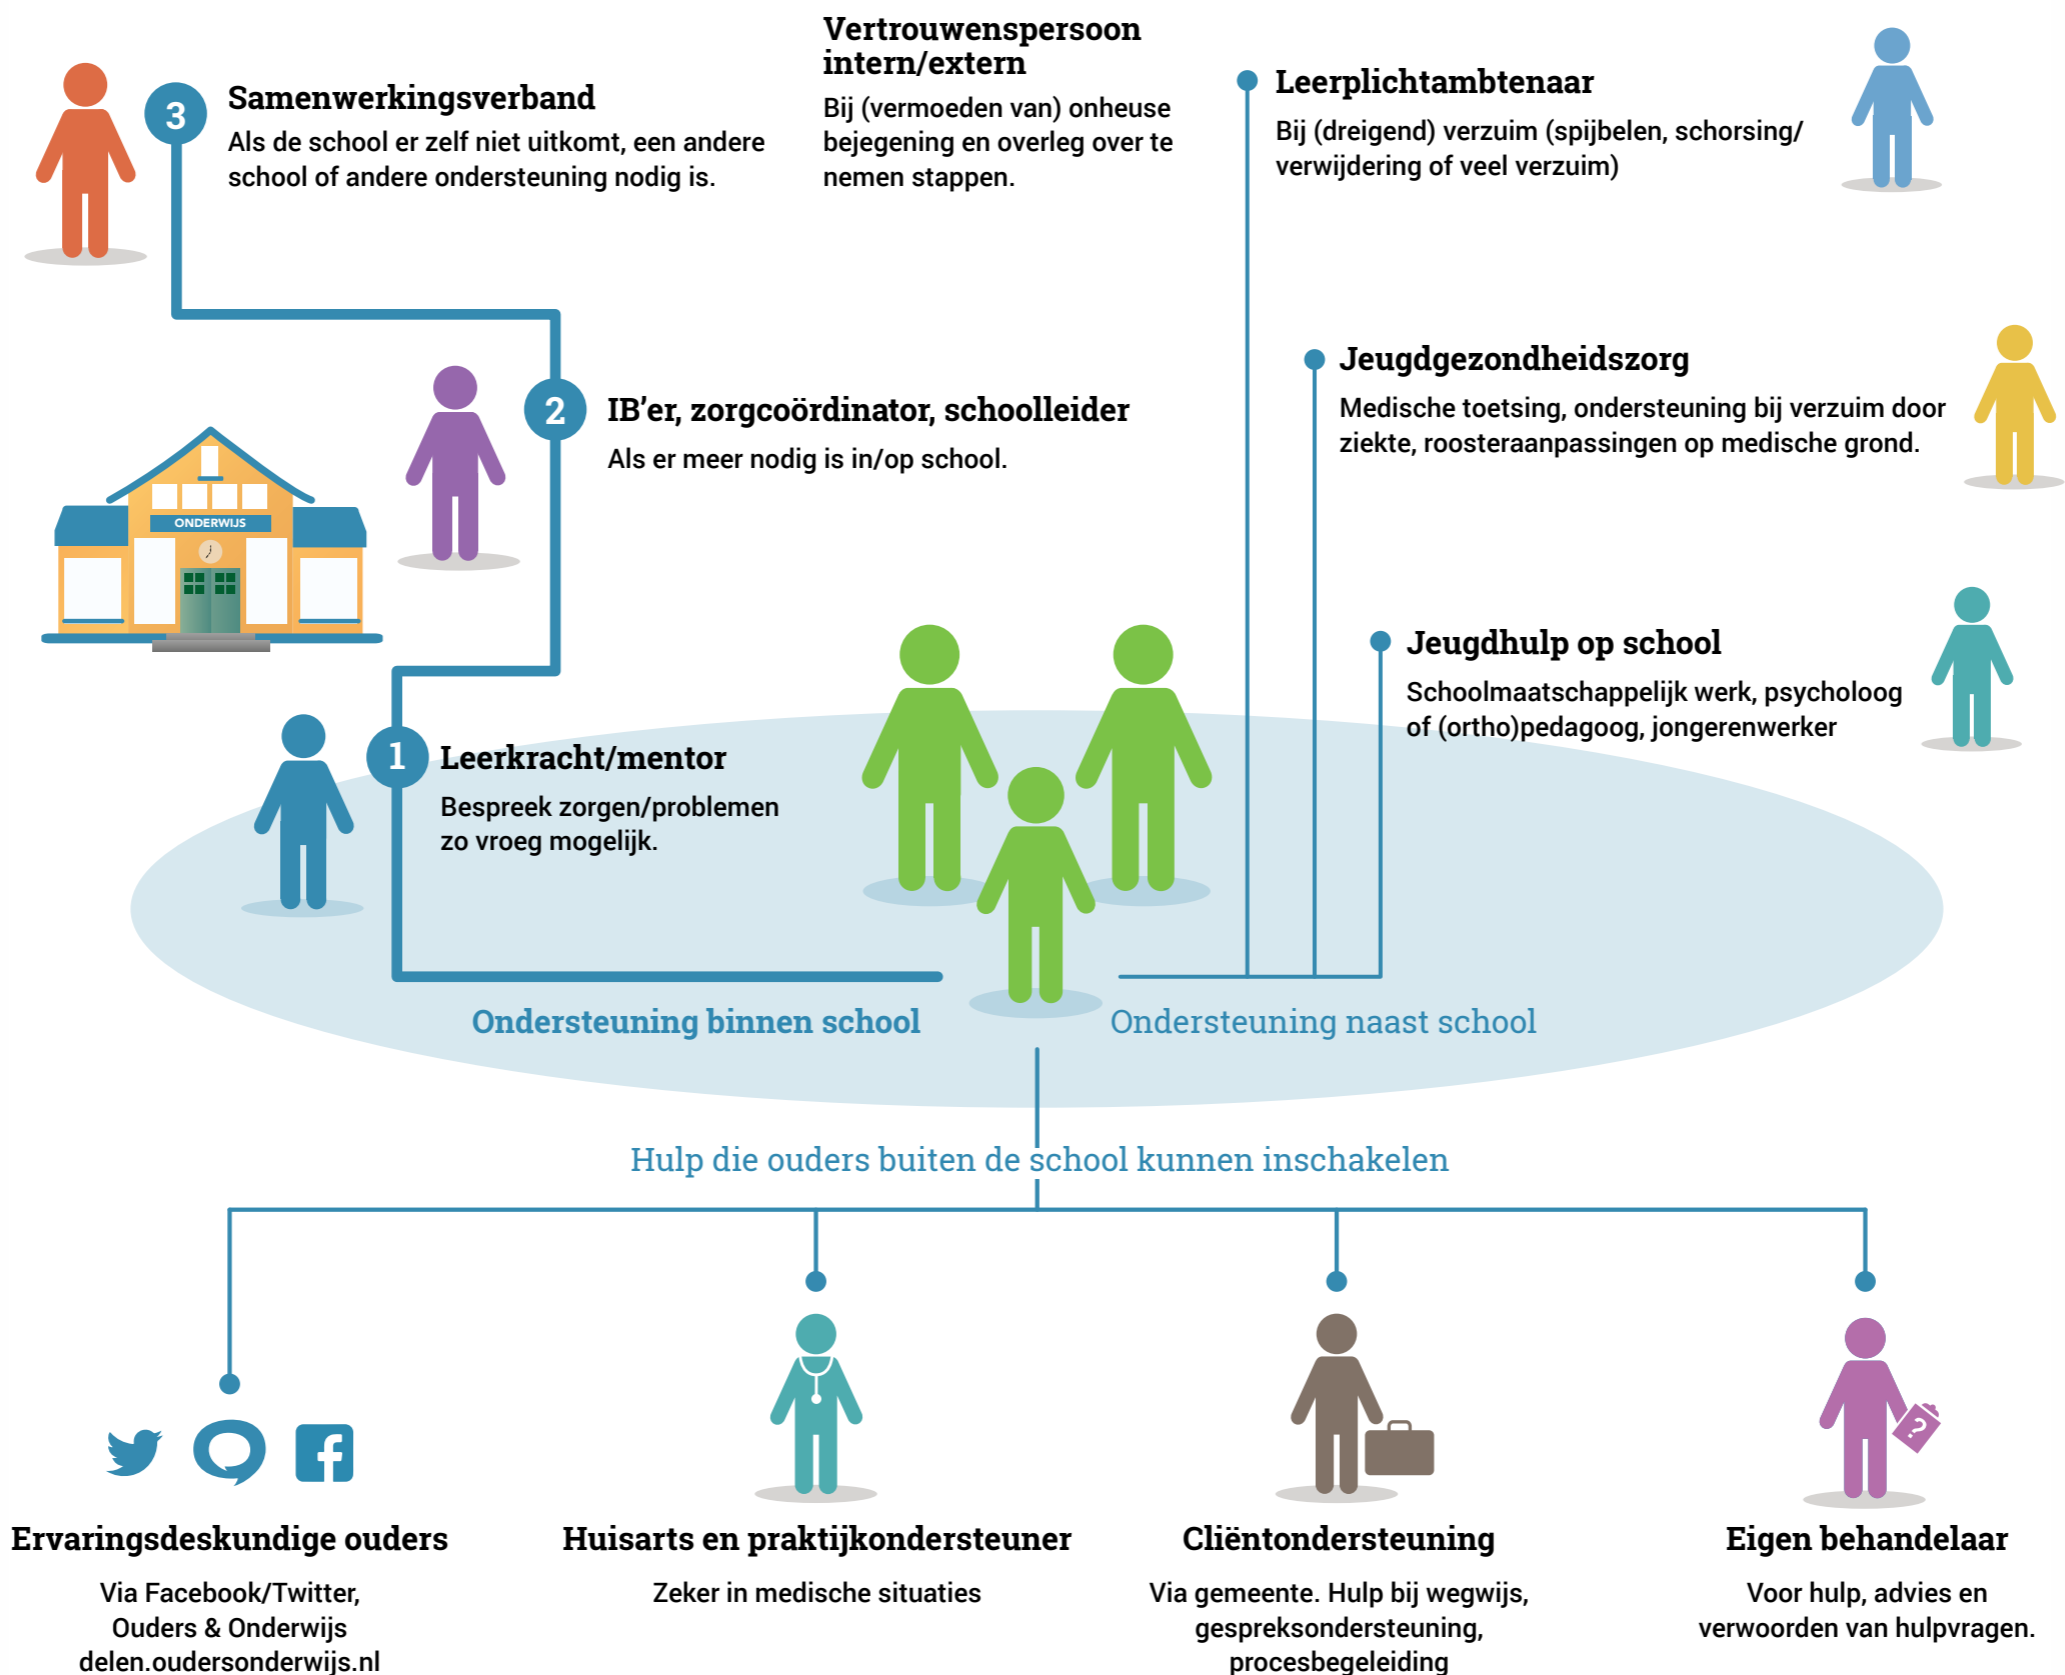 3
Samenwerkingsverband
Als de school er zelf niet uitkomt, een andere
school of andere ondersteuning nodig is.
Vertrouwenspersoon
intern/extern
Bij (vermoeden van) onheuse
bejegening en overleg over te
nemen stappen.
Leerplichtambtenaar
Bij (dreigend) verzuim (spijbelen, schorsing/
verwijdering of veel verzuim)
2
IB’er, zorgcoördinator, schoolleider
Als er meer nodig is in/op school.
Jeugdgezondheidszorg
Medische toetsing, ondersteuning bij verzuim door
ziekte, roosteraanpassingen op medische grond.
ONDERWIJS
Jeugdhulp op school
Schoolmaatschappelijk werk, psycholoog
of (ortho)pedagoog, jongerenwerker
1
Leerkracht/mentor
Bespreek zorgen/problemen
zo vroeg mogelijk.
Ondersteuning binnen school
Ondersteuning naast school
Hulp die ouders buiten de school kunnen inschakelen
?
Ervaringsdeskundige ouders
Via Facebook/Twitter,
Ouders & Onderwijs
delen.oudersonderwijs.nl
Huisarts en praktijkondersteuner
Zeker in medische situaties
Cliëntondersteuning
Via gemeente. Hulp bij wegwijs,
gespreksondersteuning,
procesbegeleiding
Eigen behandelaar
Voor hulp, advies en
verwoorden van hulpvragen.